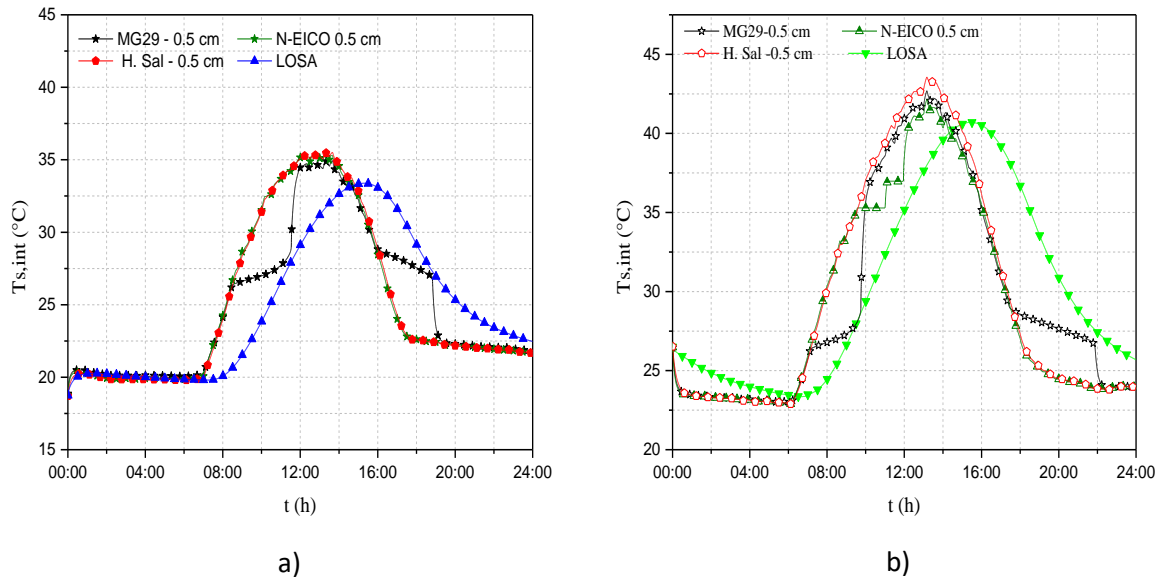 MG29 - 0.5 cm
N-EICO 0.5 cm
H. Sal - 0.5 cm
LOSA
Ts,int (°C)
45
40
35
30
25
20
15
00:00 04:00 08:00 12:00 16:00 20:00 24:00
t (h)
a)
MG29-0.5 cm
N-EICO 0.5 cm
H. Sal -0.5 cm
LOSA
Ts,int (°C)
45
40
35
30
25
20
00:00 04:00 08:00 12:00 16:00 20:00 24:00
t (h)
b)